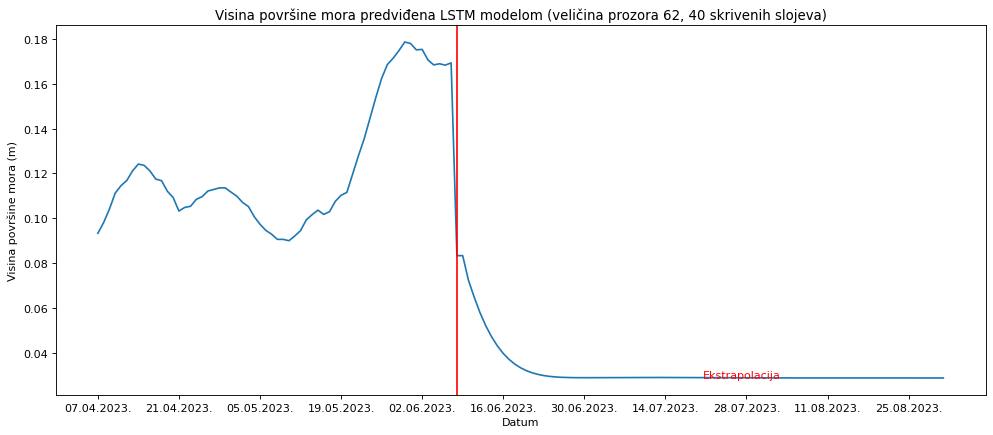 Visina površine mora predviđena LSTM modelom (veličina prozora 62, 40 skrivenih slojeva)
Visina površine mora (m)
0.18
0.16
0.14
0.12
0.10
0.08
0.06
0.04
Ekstrapolacija
07.04.2023. 21.04.2023. 05.05.2023. 19.05.2023. 02.06.2023. 16.06.2023. 30.06.2023. 14.07.2023. 28.07.2023. 11.08.2023. 25.08.2023.
Datum